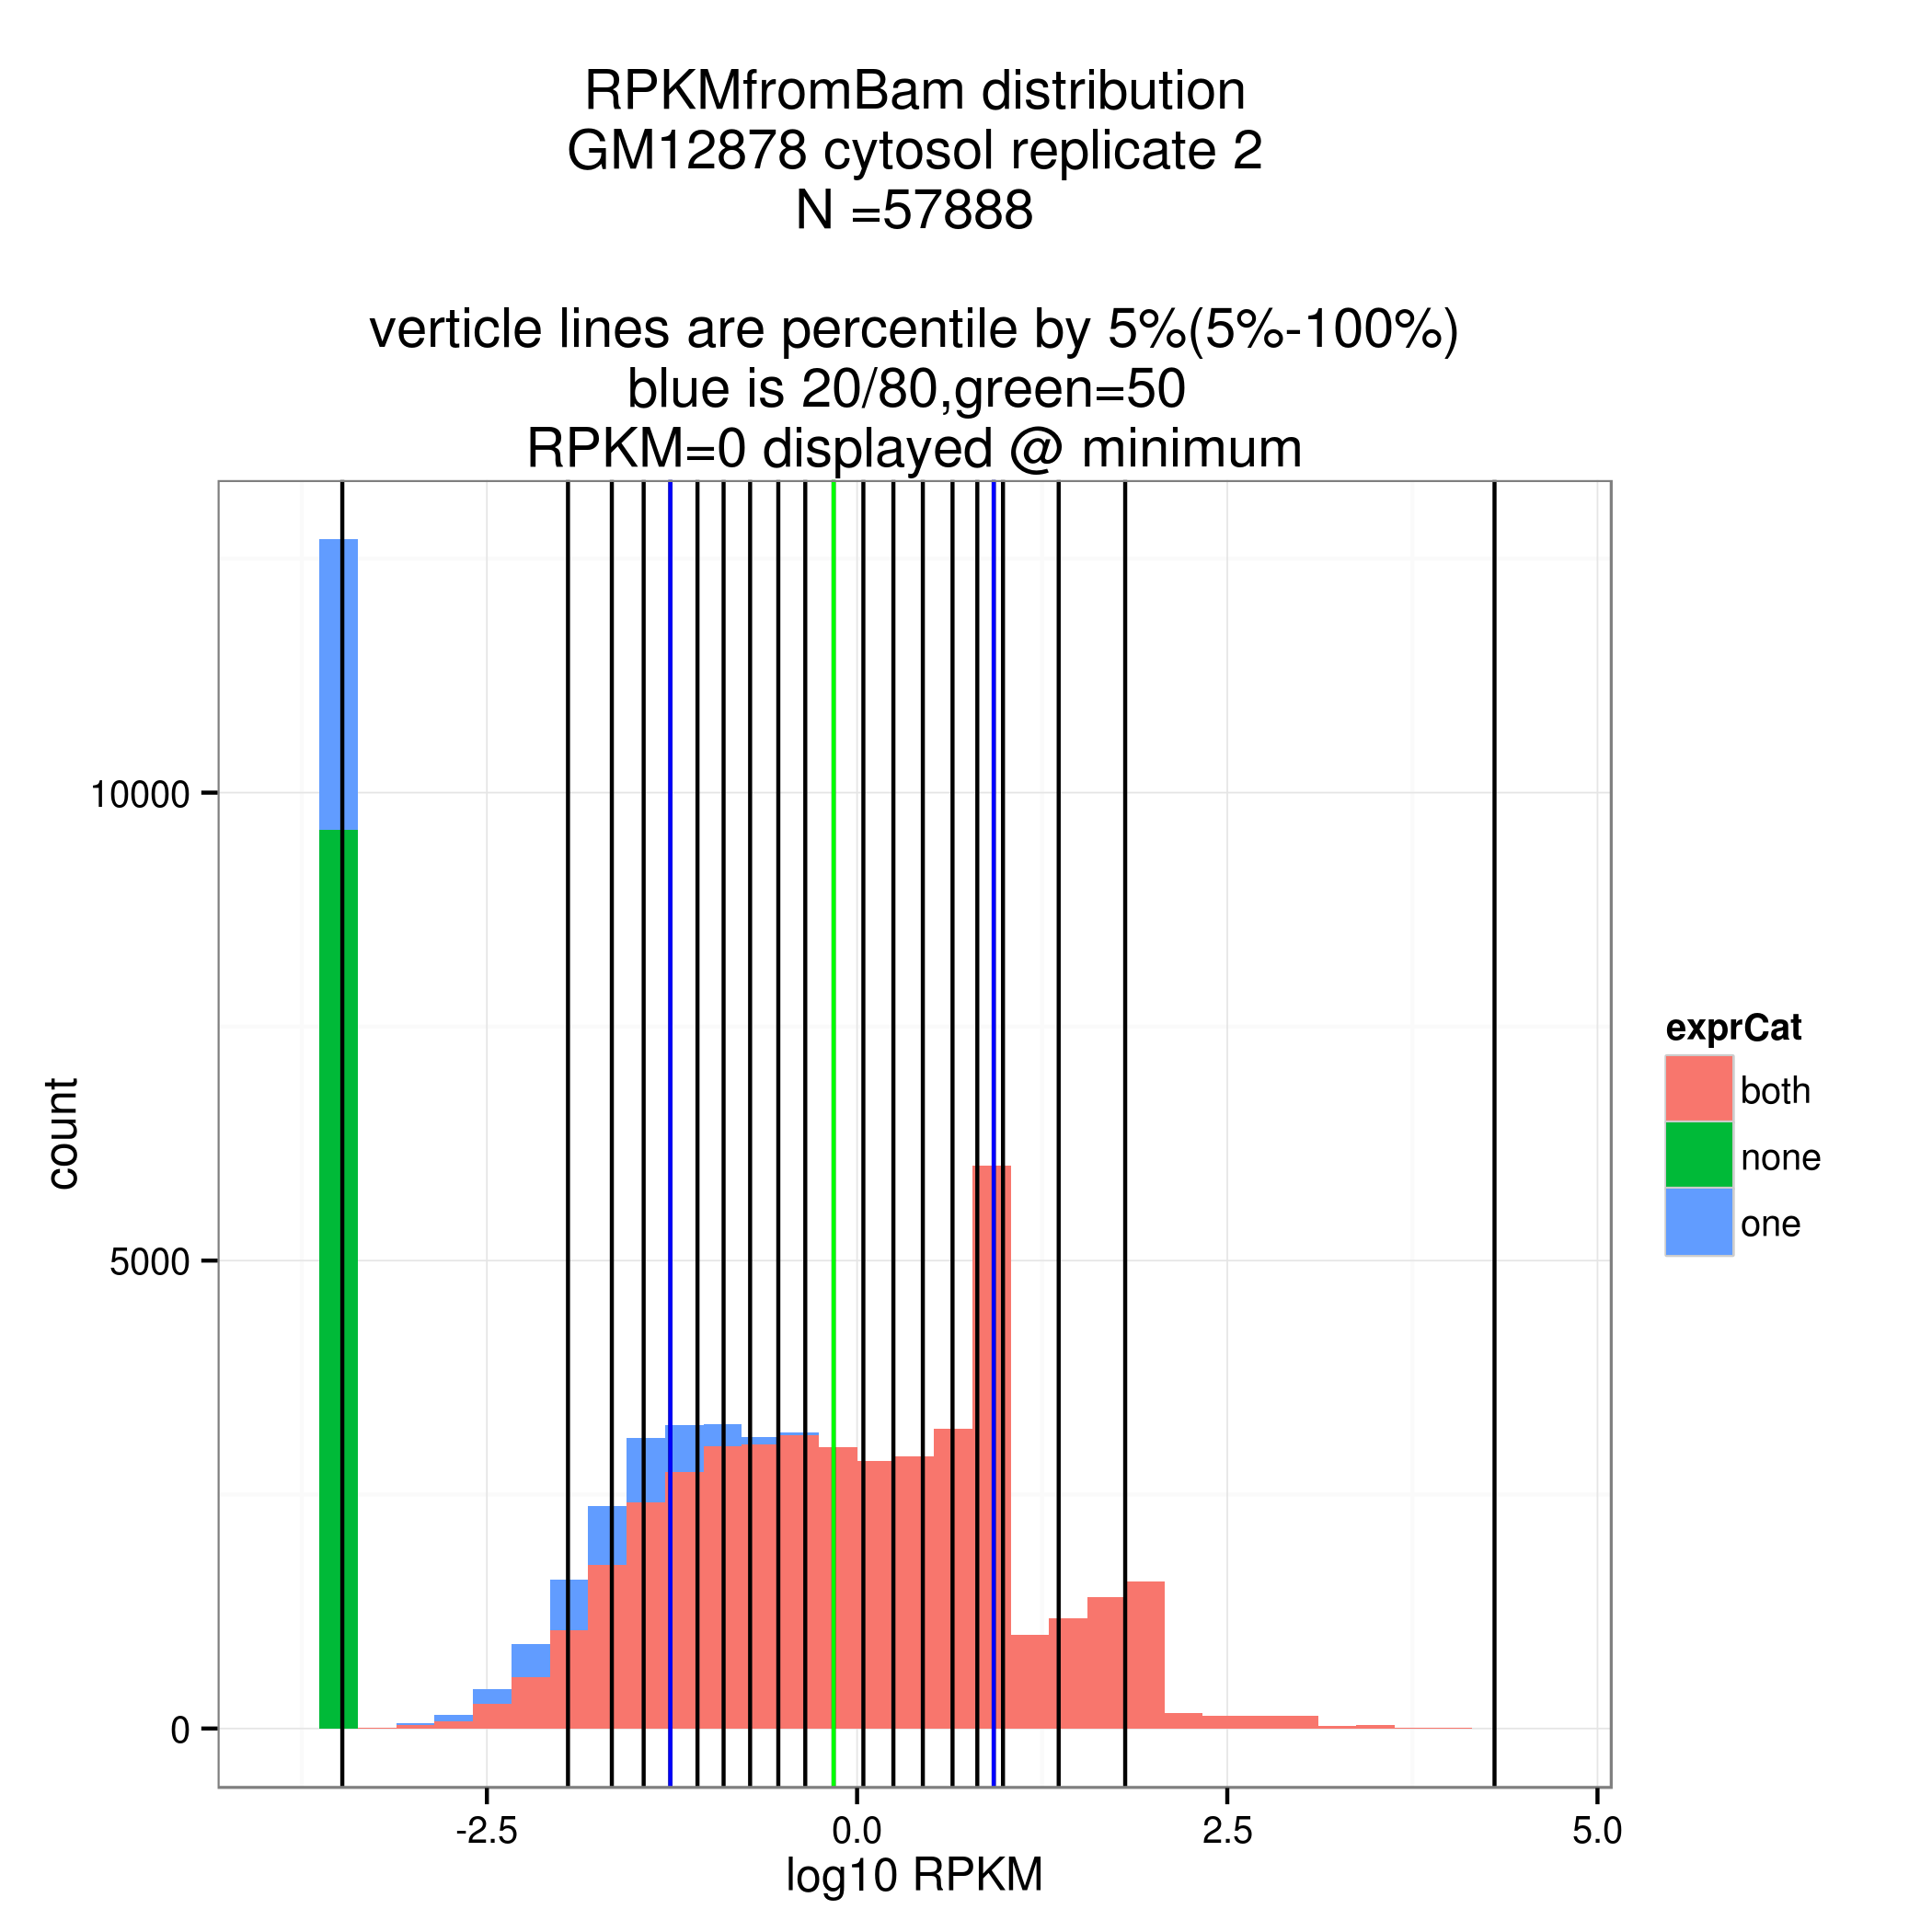 RPKMfromBam distribution
GM12878 cytosol replicate 2
N =57888
verticle lines are percentile by 5%(5%-100%)
blue is 20/80,green=50
RPKM=0 displayed @ minimum
10000
5000
0
count
-2.5
0.0
2.5
5.0
log10 RPKM
exprCat
both
none
one